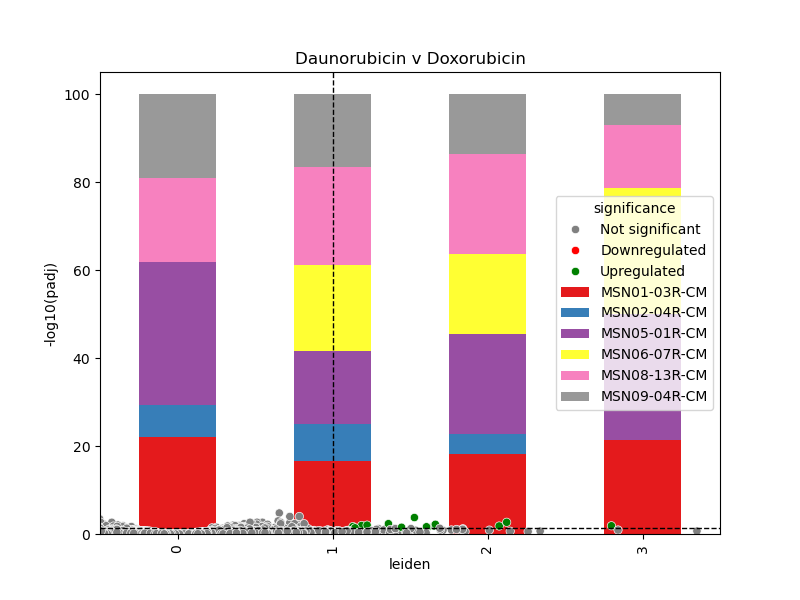 Daunorubicin v Doxorubicin
100
80
60
40
20
0
-log10(padj)
significance
Not significant
Downregulated
Upregulated
MSN01-03R-CM
MSN02-04R-CM
MSN05-01R-CM
MSN06-07R-CM
MSN08-13R-CM
MSN09-04R-CM
0
1
2
3
leiden